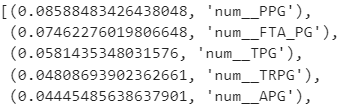 [(0.08588483426438048, 'num__PPG'),
(0.07462276019806648, 'num__FTA_PG'),
(0.0581435348031576, 'num__TPG'),
(0.04808693902362661, 'num__TRPG'),
(0.04445485638637901, 'num__APG'),